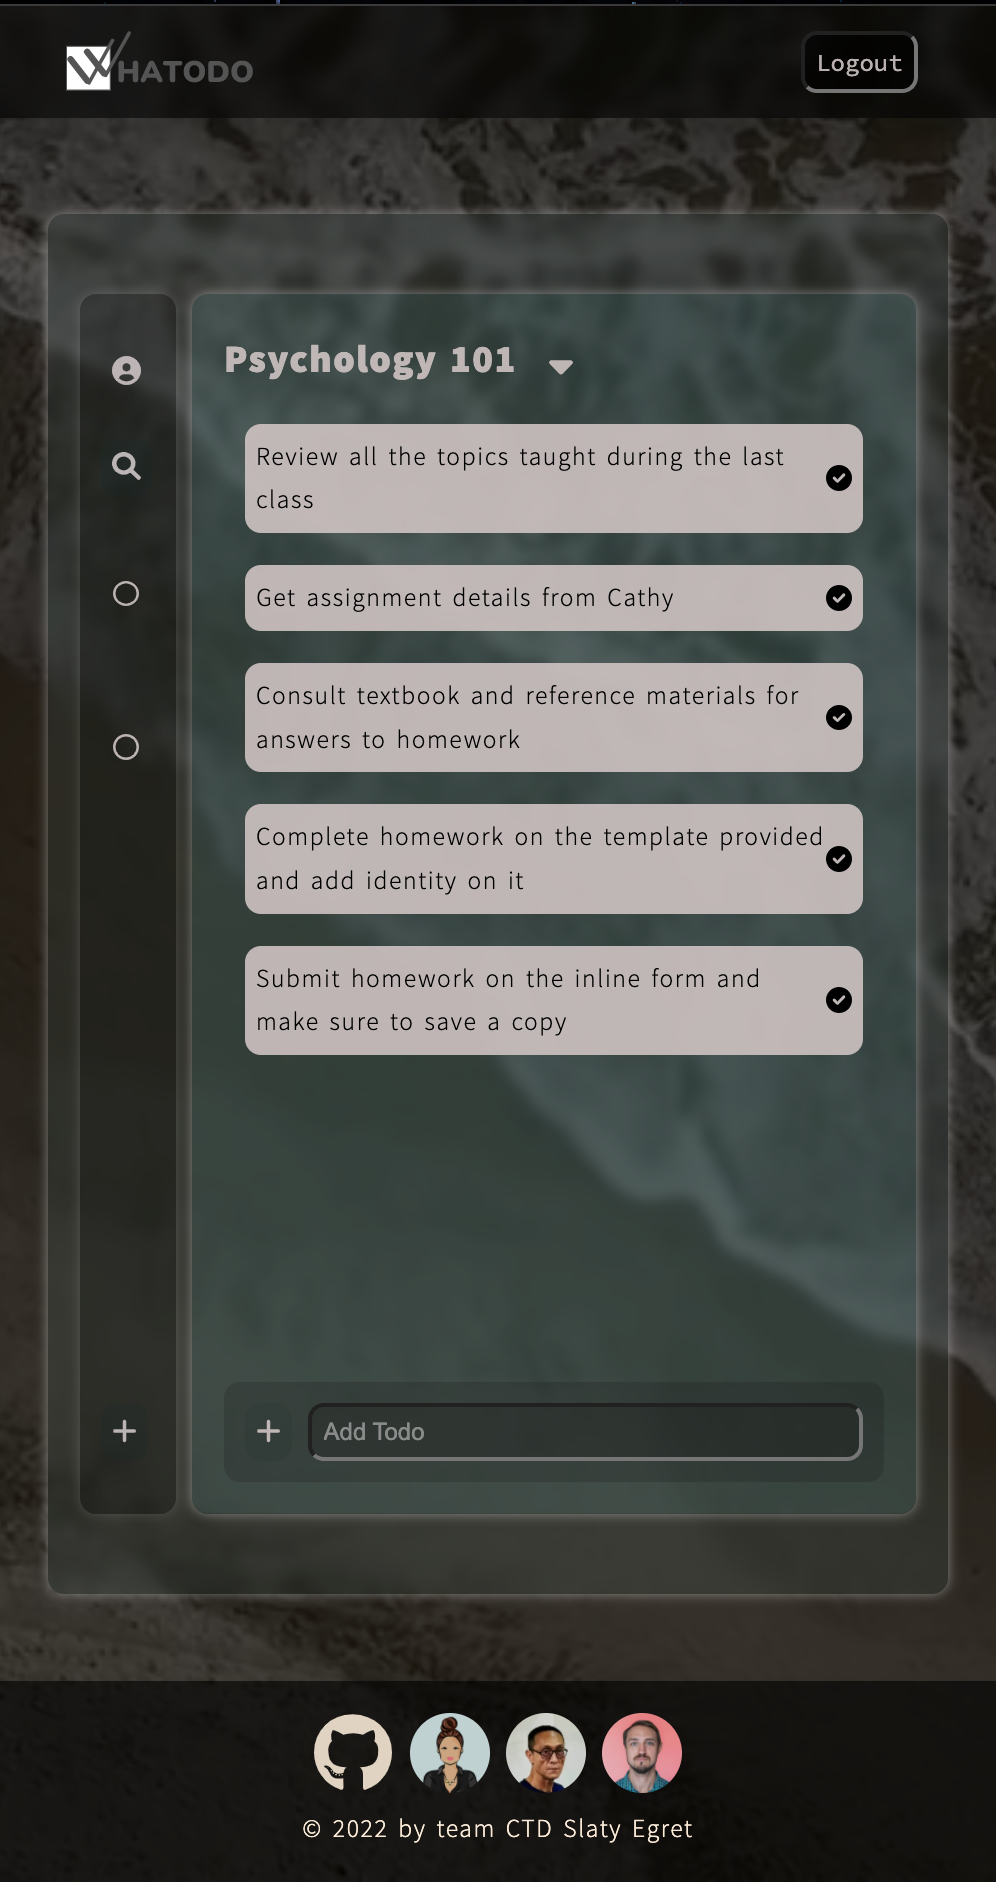 WHATODO
Logout
Psychology 101
Review all the topics taught during the last
class
Get assignment details from Cathy
Consult textbook and reference materials for
answers to homework
Complete homework on the template provided
and add identity on it
Submit homework on the inline form and
make sure to save a copy
Add Todo
© 2022 by team CTD Slaty Egret